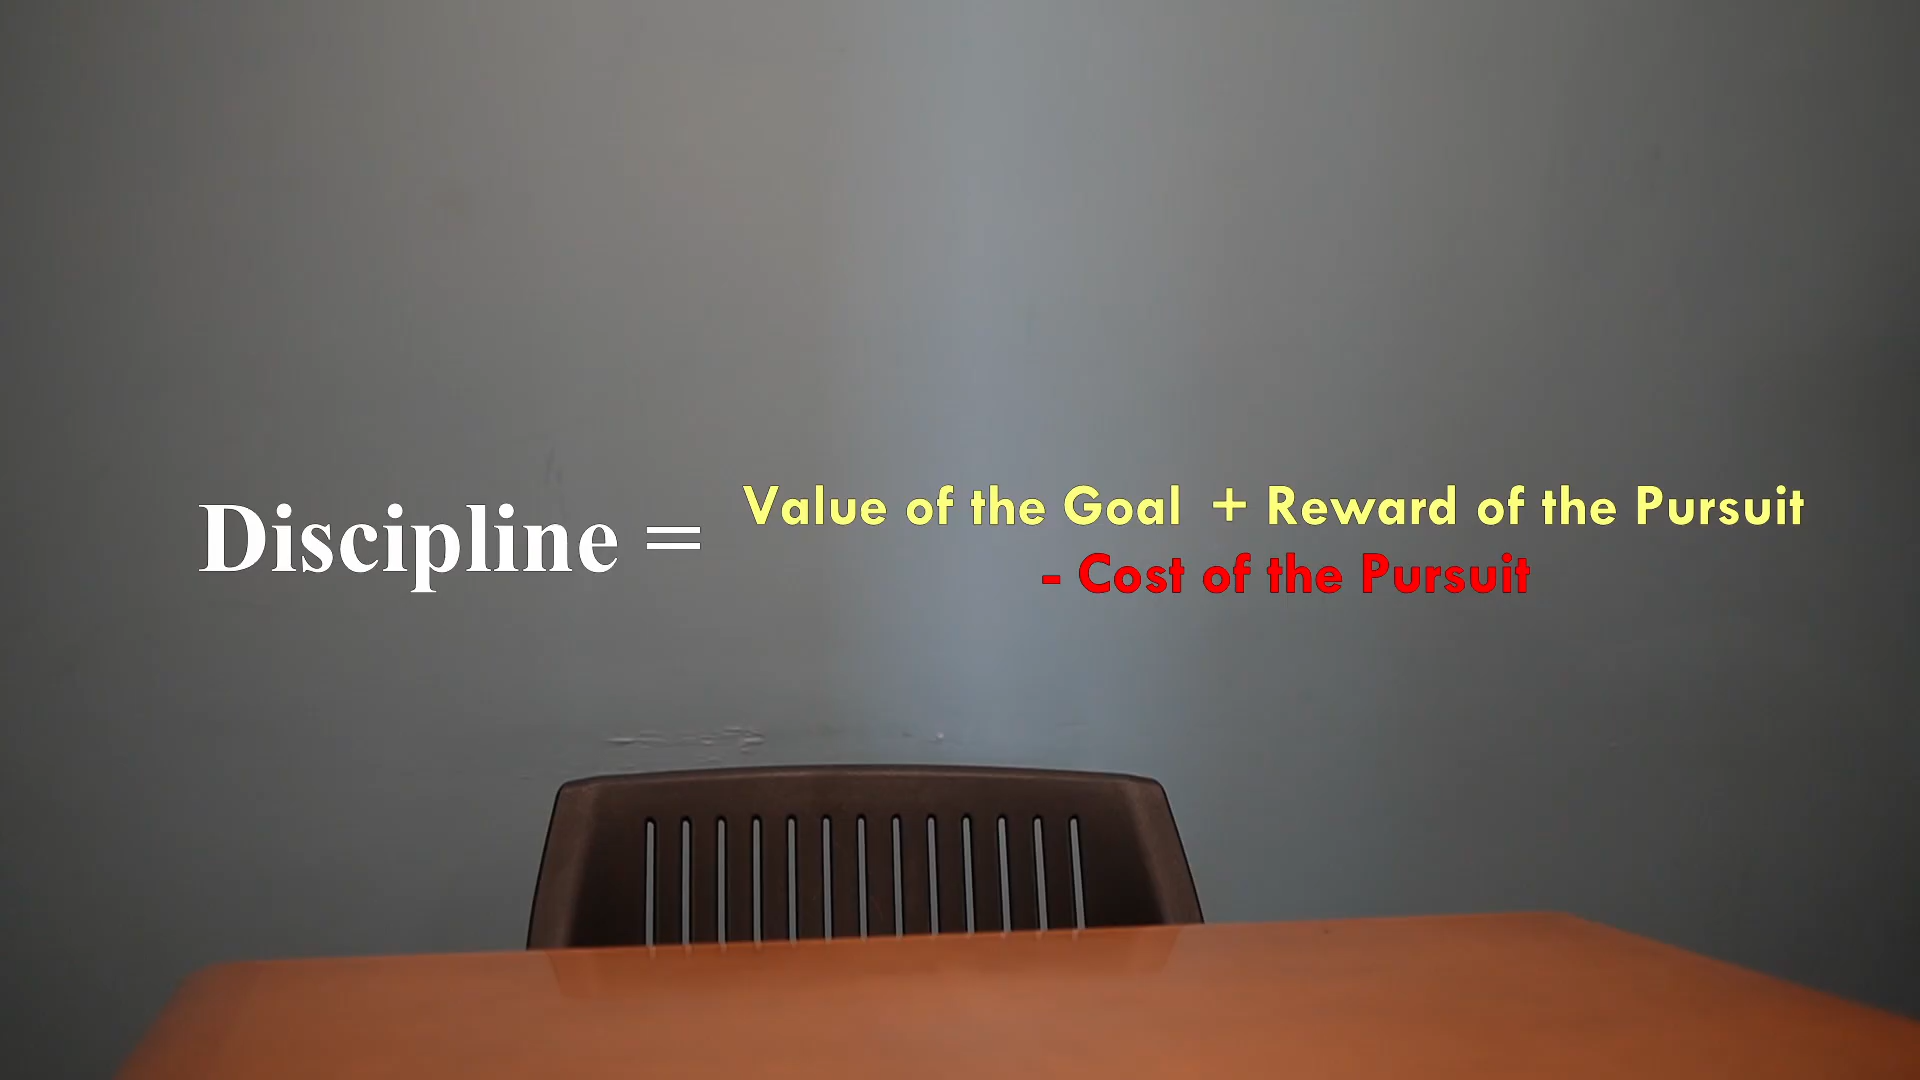 Discipline =
Value of the Goal + Reward of the Pursuit
- Cost of the Pursuit